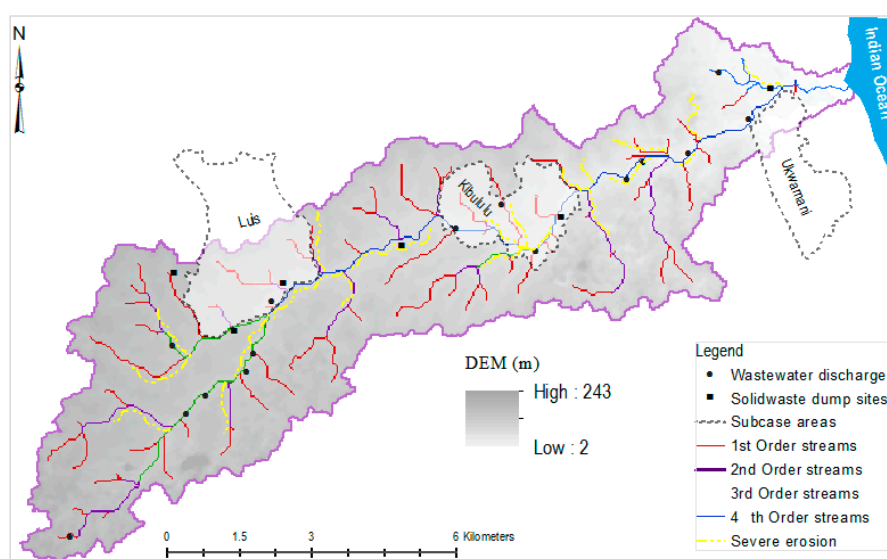 N
Indian Ocean
Luis
Kibululu
Ukwamani
DEM (m)
High : 243
Low : 2
Legend
Wastewater discharge
Solidwaste dump sites
Subcase areas
1st Order streams
2nd Order streams
3rd Order streams
4 th Order streams
Severe erosion
0 1.5 3 6 Kilometers